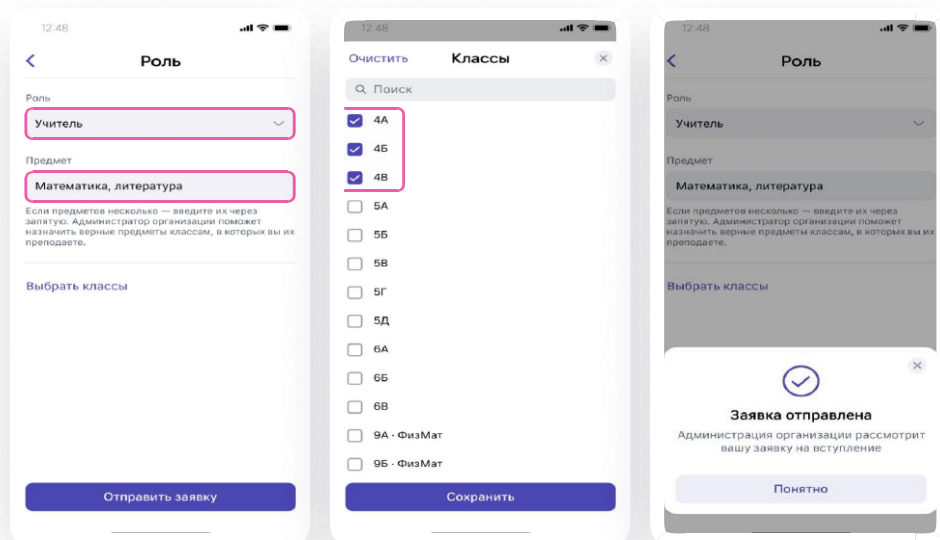 12:48
Роль
Роль
Учитель
Предмет
Математика, литература
Если предметов несколько — введите их через
запятую. Администратор организации поможет
назначить верные предметы классам, в которых вы их
преподаете.
Выбрать классы
Отправить заявку
12:48
Очистить Классы
Поиск
4А
4Б
4В
5А
5Б
5В
5Г
5Д
6А
6Б
6В
9А · ФизМат
9Б · ФизМат
Сохранить
12:48
Роль
Роль
Учитель
Предмет
Математика, литература
Если предметов несколько — введите их через
запятую. Администратор организации поможет
назначить верные предметы классам, в которых вы их
преподаете.
Выбрать классы
Заявка отправлена
Администрация организации рассмотрит
вашу заявку на вступление
Понятно